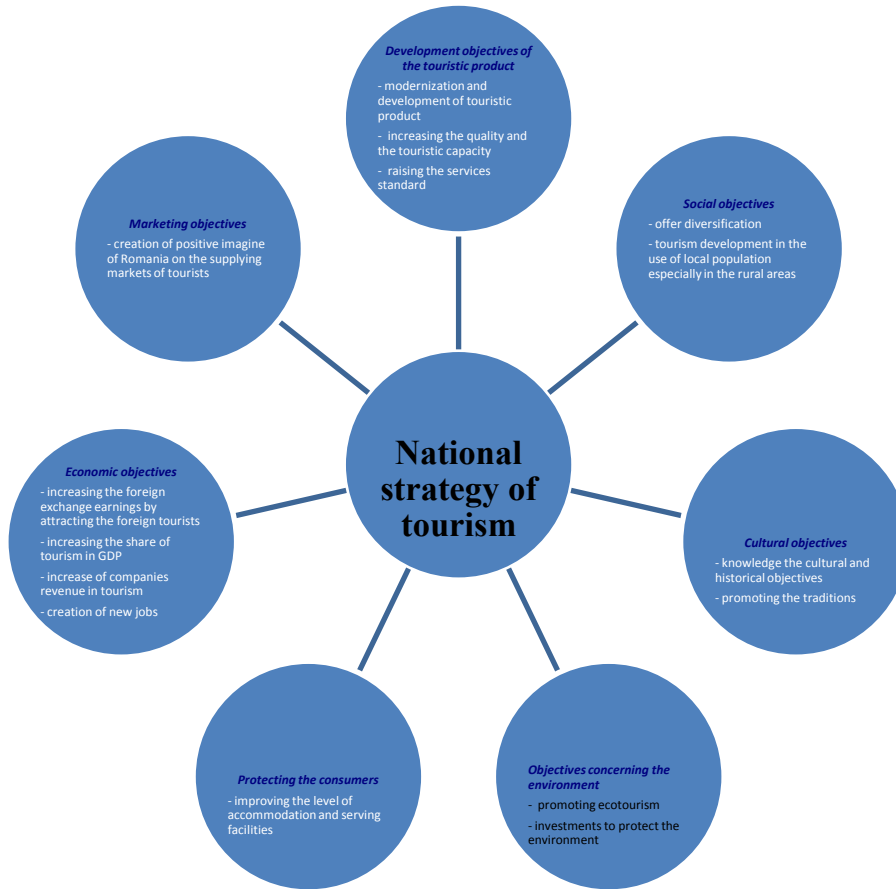 Development objectives of
the touristic product
- modernization and
development of touristic
product
- increasing the quality and
the touristic capacity
- raising the services
standard
Social objectives
- offer diversification
- tourism development in the
use of local population
especially in the rural areas
Cultural objectives
- knowledge the cultural and
historical objectives
- promoting the traditions
Objectives concerning the
environment
- promoting ecotourism
- investments to protect the
environment
Protecting the consumers
- improving the level of
accommodation and serving
facilities
Economic objectives
- increasing the foreign
exchange earnings by
attracting the foreign tourists
- increasing the share of
tourism in GDP
- increase of companies
revenue in tourism
- creation of new jobs
Marketing objectives
- creation of positive imagine
of Romania on the supplying
markets of tourists
National
strategy of
tourism